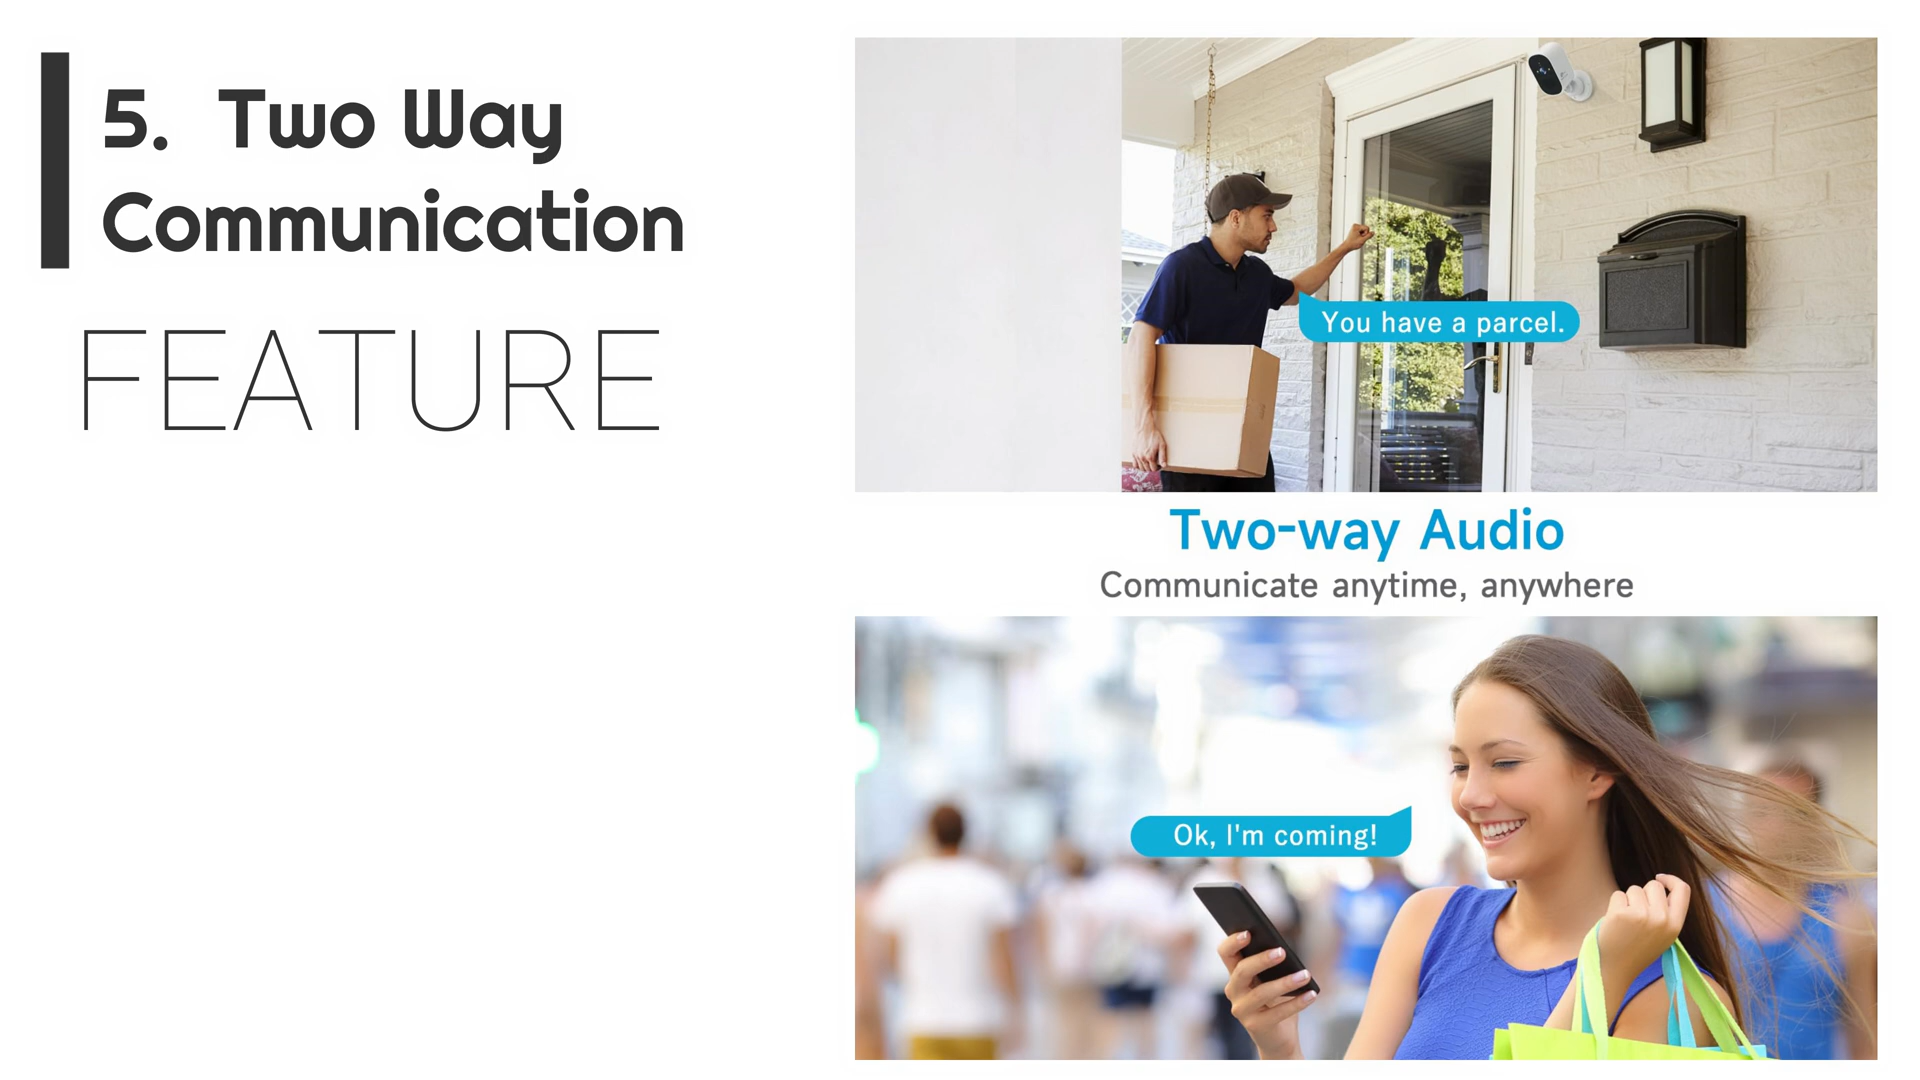 5. Two Way
Communication
FEATURE
You have a parcel.
Two-way Audio
Communicate anytime, anywhere
Ok, I'm coming!